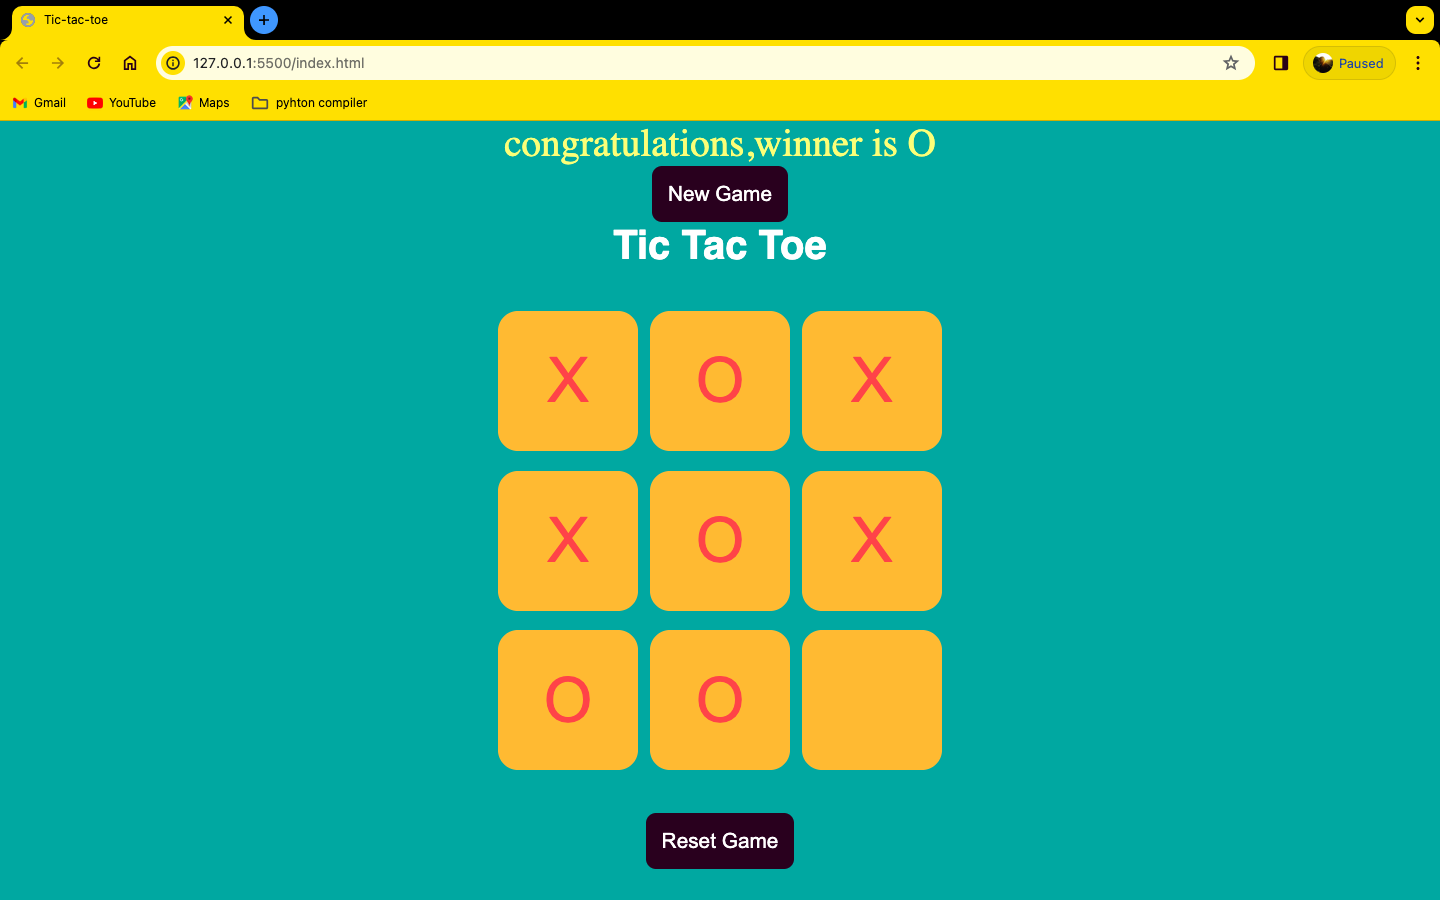 Tic-tac-toe
127.0.0.1:5500/index.html
Paused
Gmail YouTube Maps pyhton compiler
congratulations,winner is O
New Game
Tic Tac Toe
X O X
X O X
O O
Reset Game